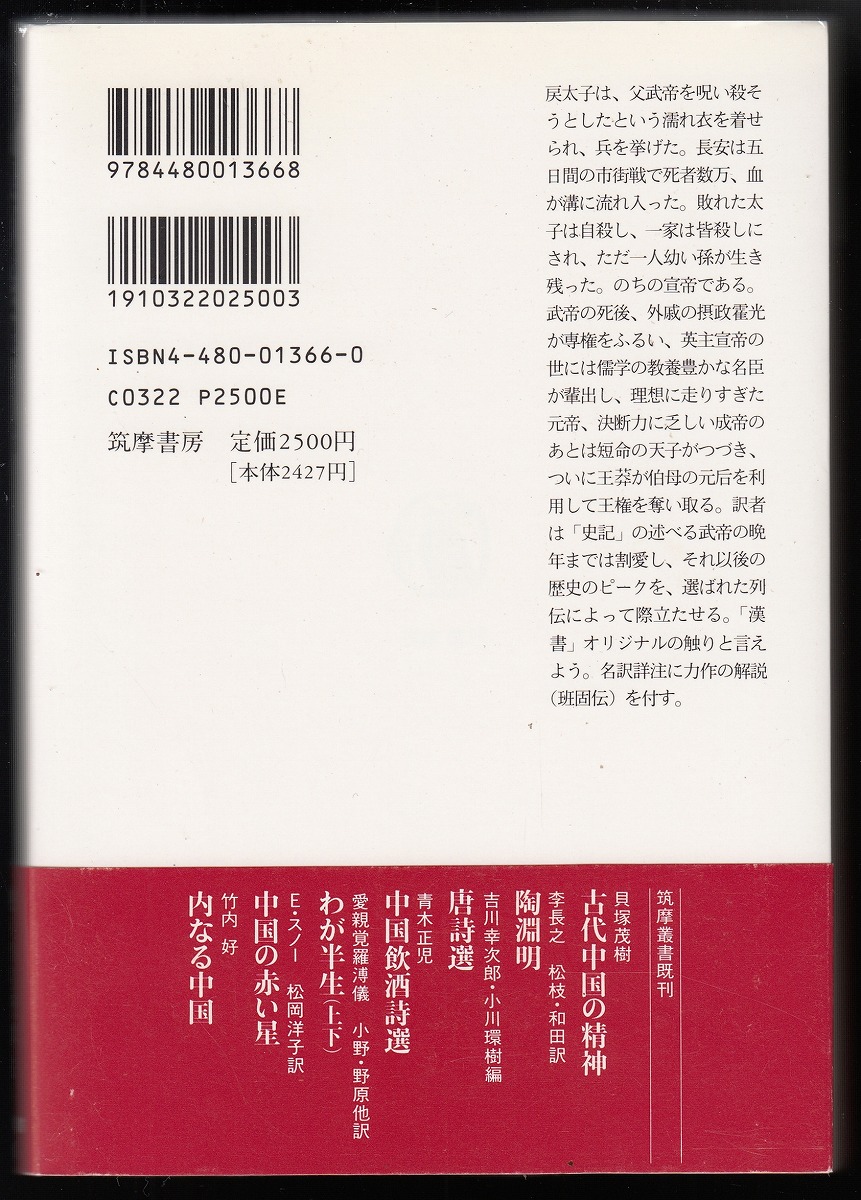 9784480013668
1910322025003
ISBN4-480-01366-0
C0322 P2500E
筑摩書房 定価2500円
[本体2427円]
戻太子は、父武帝を呪い殺そ
うとしたという濡れ衣を着せ
られ、兵を挙げた。長安は五
日間の市街戦で死者数万、血
が溝に流れ入った。敗れた太
子は自殺し、一家は皆殺しに
され、ただ一人幼い孫が生き
残った。のちの宣帝である。
武帝の死後、外戚の摂政霍光
が専権をふるい、英主宣帝の
世には儒学の教養豊かな名臣
が輩出し、理想に走りすぎた
元帝、決断力に乏しい成帝の
あとは短命の天子がつづき、
ついに王莽が伯母の元后を利
用して王権を奪い取る。訳者
は「史記」の述べる武帝の晩
年までは割愛し、それ以後の
歴史のピークを、選ばれた列
伝によって際立たせる。「漢
書」オリジナルの触りと言え
よう。名訳詳注に力作の解説
(班固伝)を付す。
筑摩叢書既刊
貝塚茂樹
古代中国の精神
李長之 松枝・和田訳
陶淵明
吉川幸次郎・小川環樹編
唐詩選
青木正児
中国飲酒詩選
愛親覚羅溥儀 小野・野原他訳
わが半生(上下)
E・スノー 松岡洋子訳
中国の赤い星
竹内 好
内なる中国